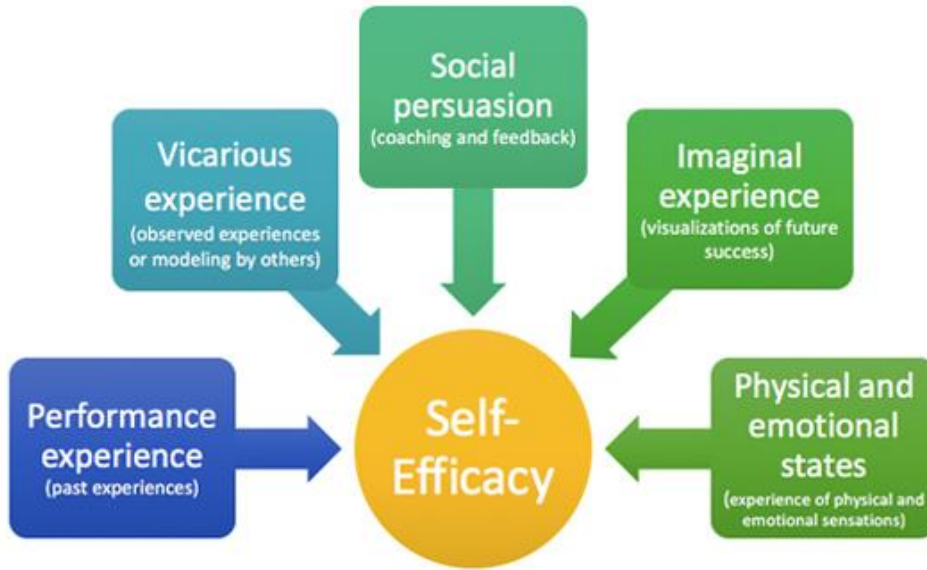 Social
persuasion
(coaching and feedback)
Vicarious
experience
(observed experiences
or modeling by others)
Imaginal
experience
(visualizations of future
success)
Performance
experience
(past experiences)
Self-
Efficacy
Physical and
emotional
states
(experience of physical and
emotional sensations)